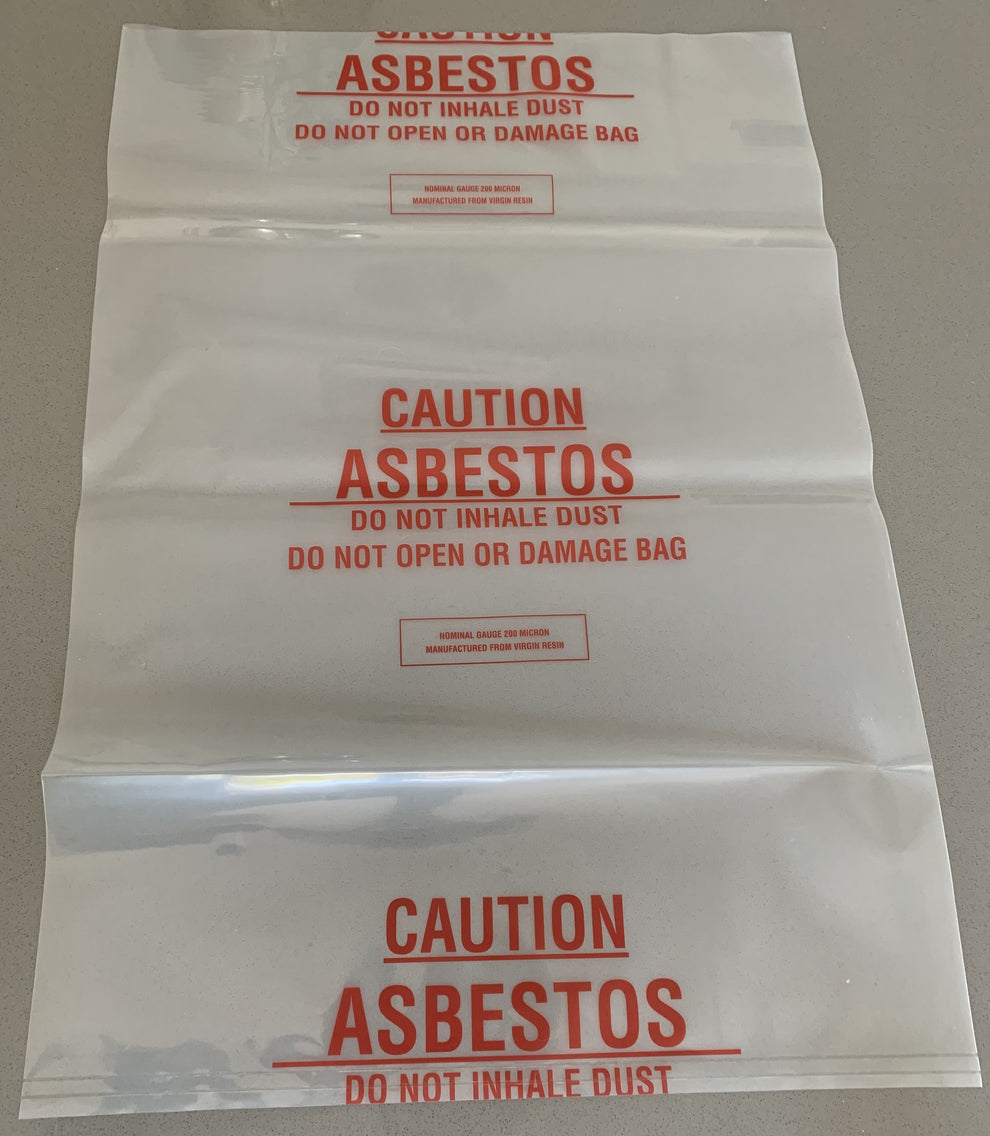 CAUTION
ASBESTOS
DO NOT INHALE DUST
DO NOT OPEN OR DAMAGE BAG
NOMINAL GAUGE 200 MICRON
MANUFACTURED FROM VIRGIN RESIN
CAUTION
ASBESTOS
DO NOT INHALE DUST
DO NOT OPEN OR DAMAGE BAG
NOMINAL GAUGE 200 MICRON
MANUFACTURED FROM VIRGIN RESIN
CAUTION
ASBESTOS
DO NOT INHALE DUST